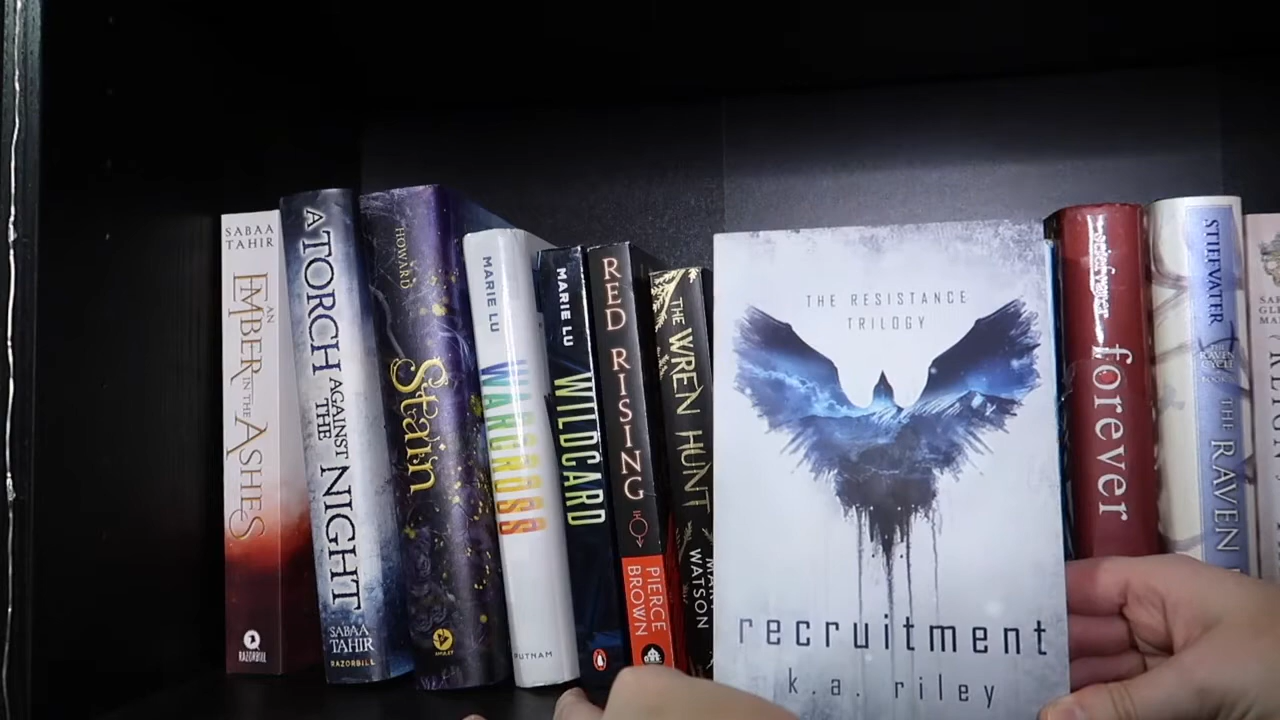 SABAA
TAHIR
AN
EMBER
IN THE
ASHES
RAZORBILL
A TORCH
AGAINST
THE
NIGHT
SABAA
TAHIR
RAZORBILL
HOWARD
Stain
AMULET
MARIE LU
WARCROSS
PUTNAM
MARIE LU
WILDCARD
RED RISING
PIERCE
BROWN
THE WREN HUNT
WATSON
THE RESISTANCE
TRILOGY
recruitment
k.a. riley
forever
STIEFVATER
THE
RAVEN
CYCLE
BOOK
THE RAVEN